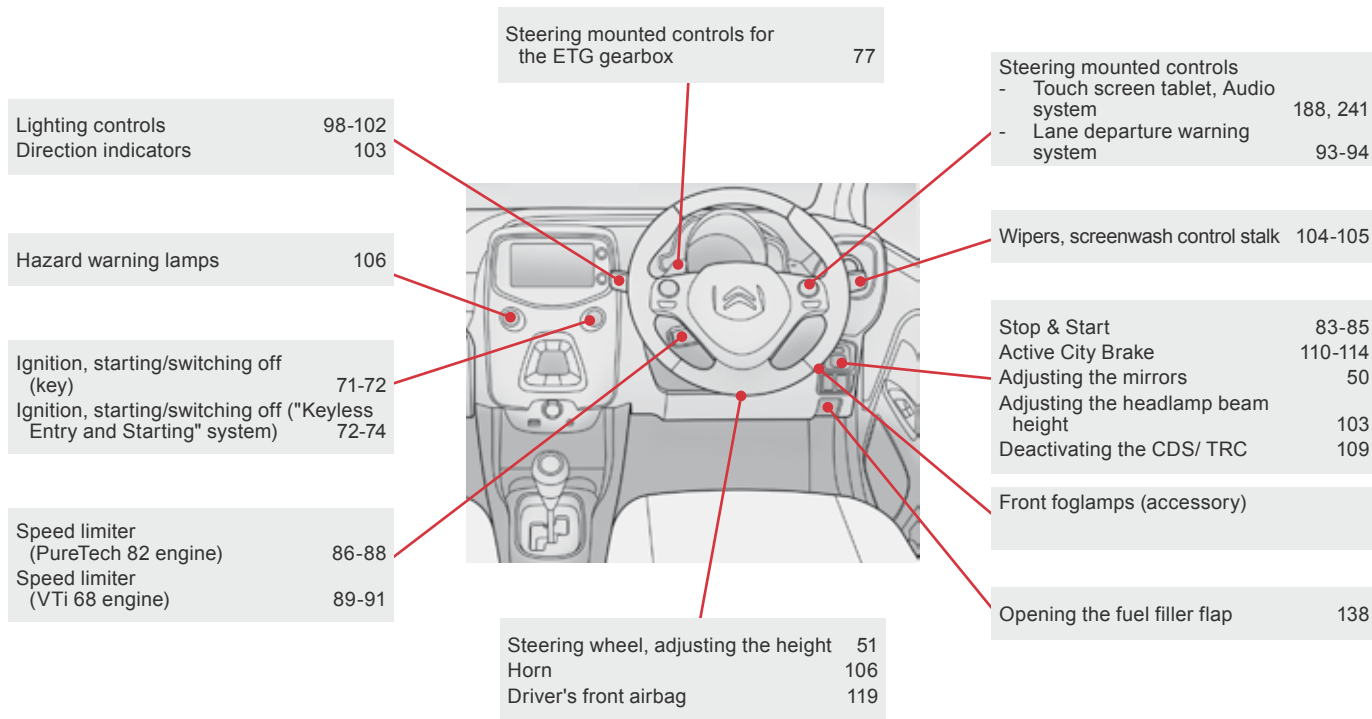 Steering mounted controls for
the ETG gearbox 77
Steering mounted controls
- Touch screen tablet, Audio
system 188, 241
- Lane departure warning
system 93-94
Lighting controls 98-102
Direction indicators 103
Wipers, screenwash control stalk 104-105
Hazard warning lamps 106
Stop & Start 83-85
Active City Brake 110-114
Adjusting the mirrors 50
Adjusting the headlamp beam
height 103
Deactivating the CDS/ TRC 109
Ignition, starting/switching off
(key) 71-72
Ignition, starting/switching off ("Keyless
Entry and Starting" system) 72-74
Front foglamps (accessory)
Speed limiter
(PureTech 82 engine) 86-88
Speed limiter
(VTi 68 engine) 89-91
Opening the fuel filler flap 138
Steering wheel, adjusting the height 51
Horn 106
Driver's front airbag 119